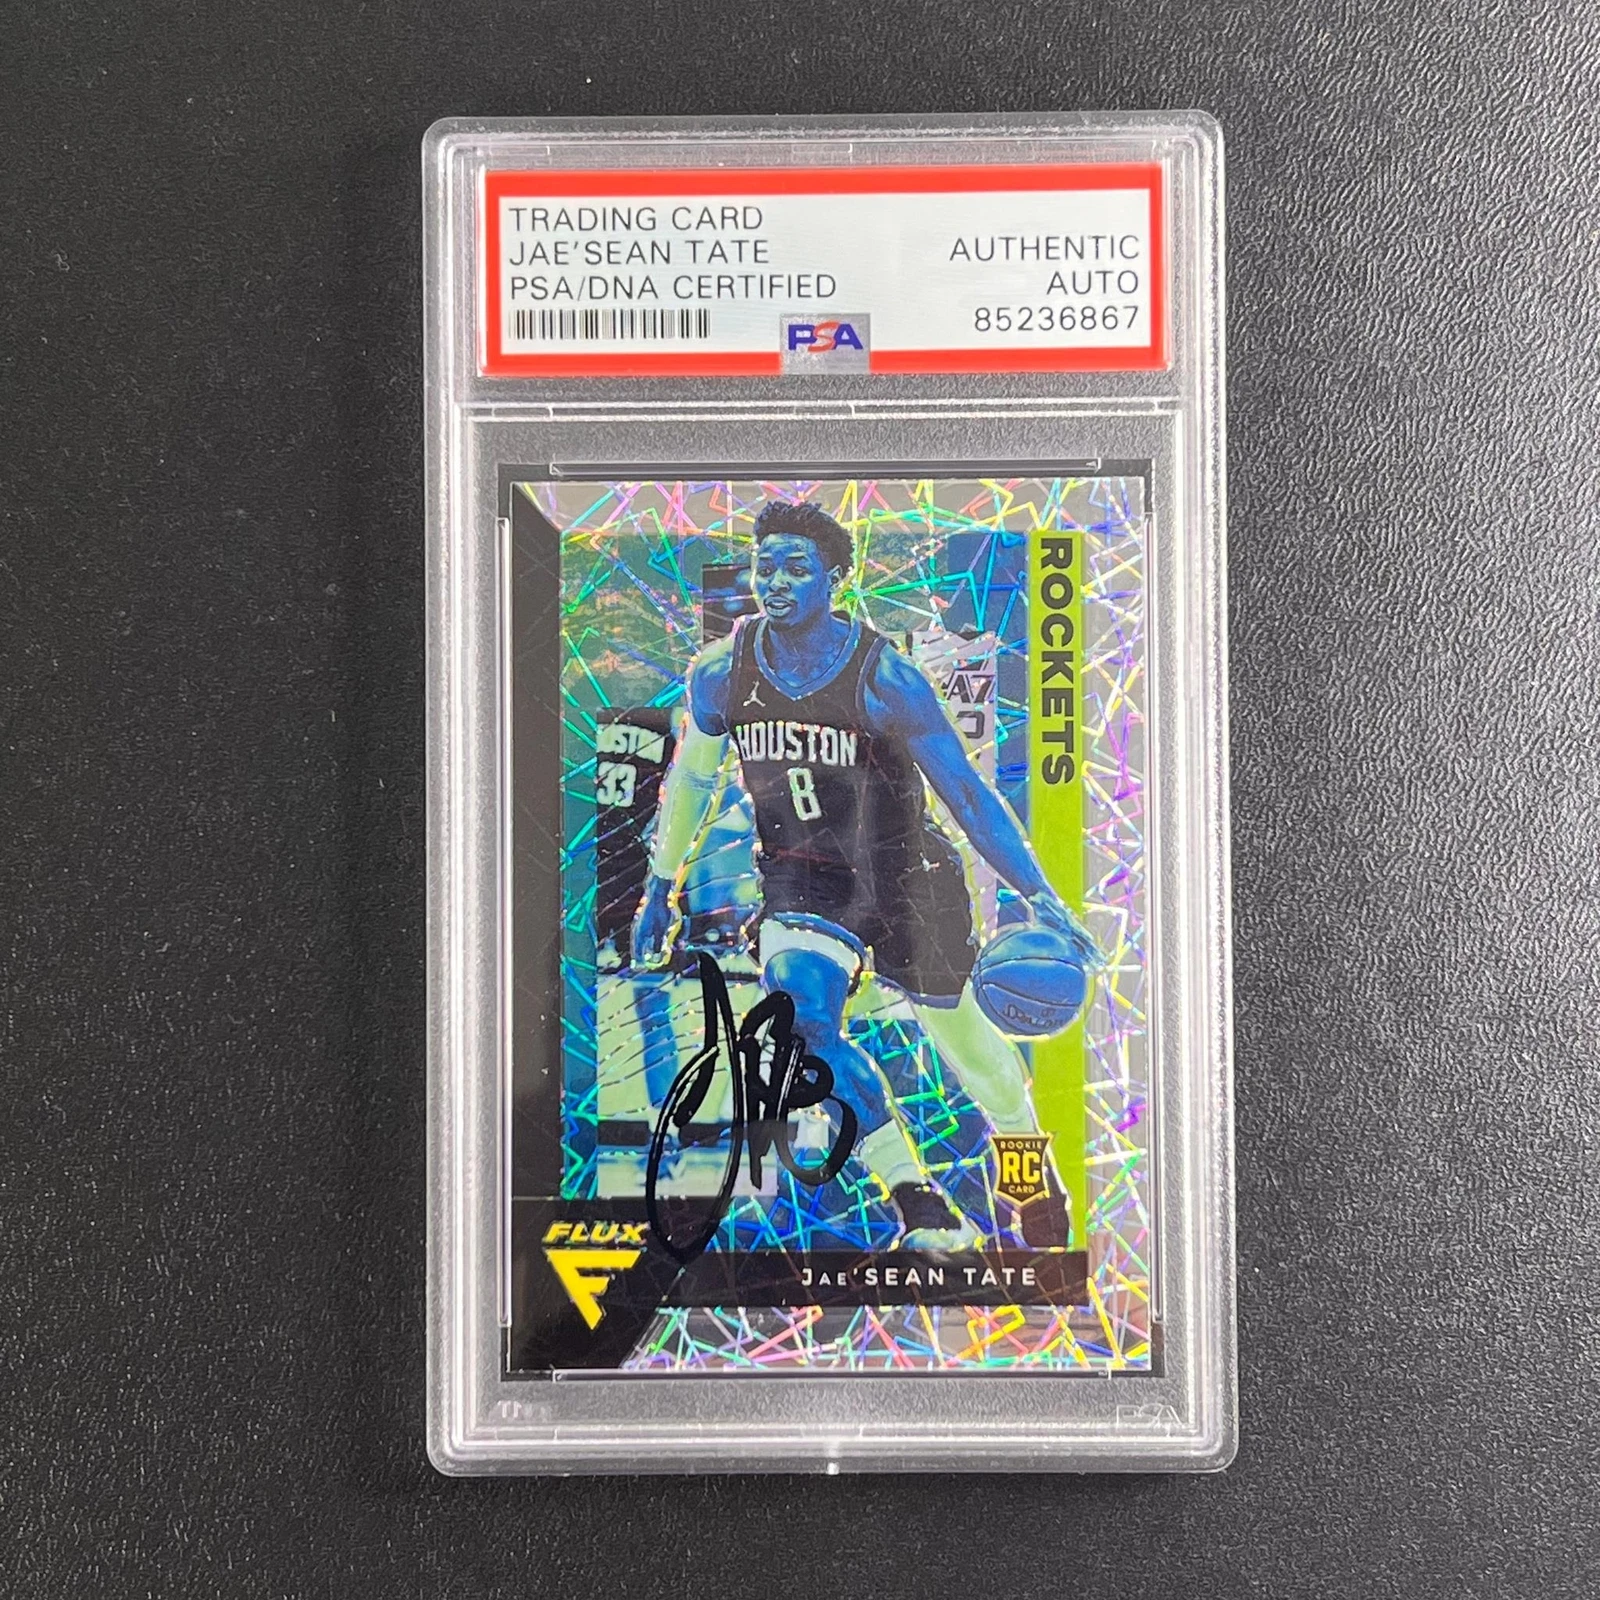 TRADING CARD
JAE'SEAN TATE
PSA/DNA CERTIFIED
AUTHENTIC
AUTO
85236867
PSA
ROCKETS
HOUSTON
8
33
ROOKIE
RC
CARD
FLUX
JAE'SEAN TATE
PSA